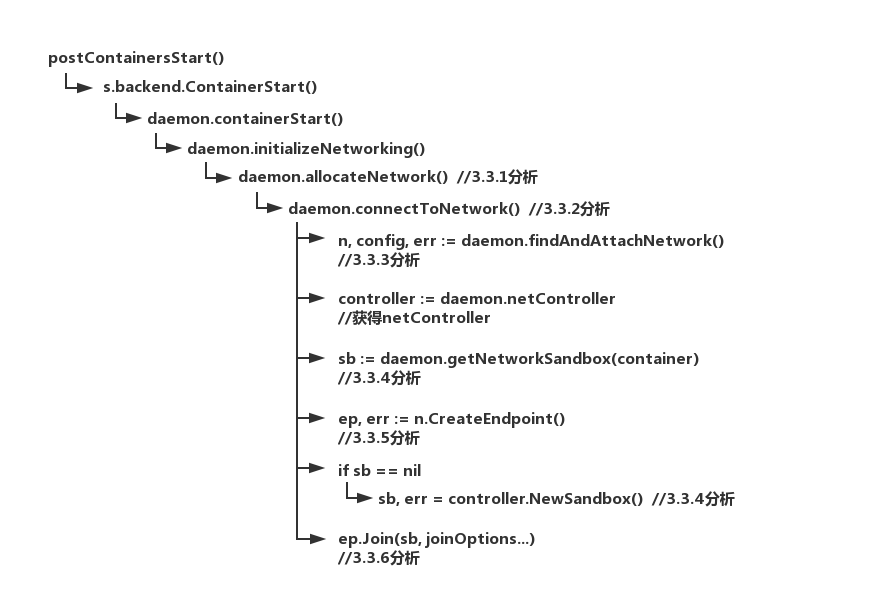 postContainersStart()
s.backend.ContainerStart()
daemon.containerStart()
daemon.initializeNetworking()
daemon.allocateNetwork() //3.3.1分析
daemon.connectToNetwork() //3.3.2分析
n, config, err := daemon.findAndAttachNetwork()
//3.3.3分析
controller := daemon.netController
//获得netController
sb := daemon.getNetworkSandbox(container)
//3.3.4分析
ep, err := n.CreateEndpoint()
//3.3.5分析
if sb == nil
sb, err = controller.NewSandbox() //3.3.4分析
ep.Join(sb, joinOptions...)
//3.3.6分析